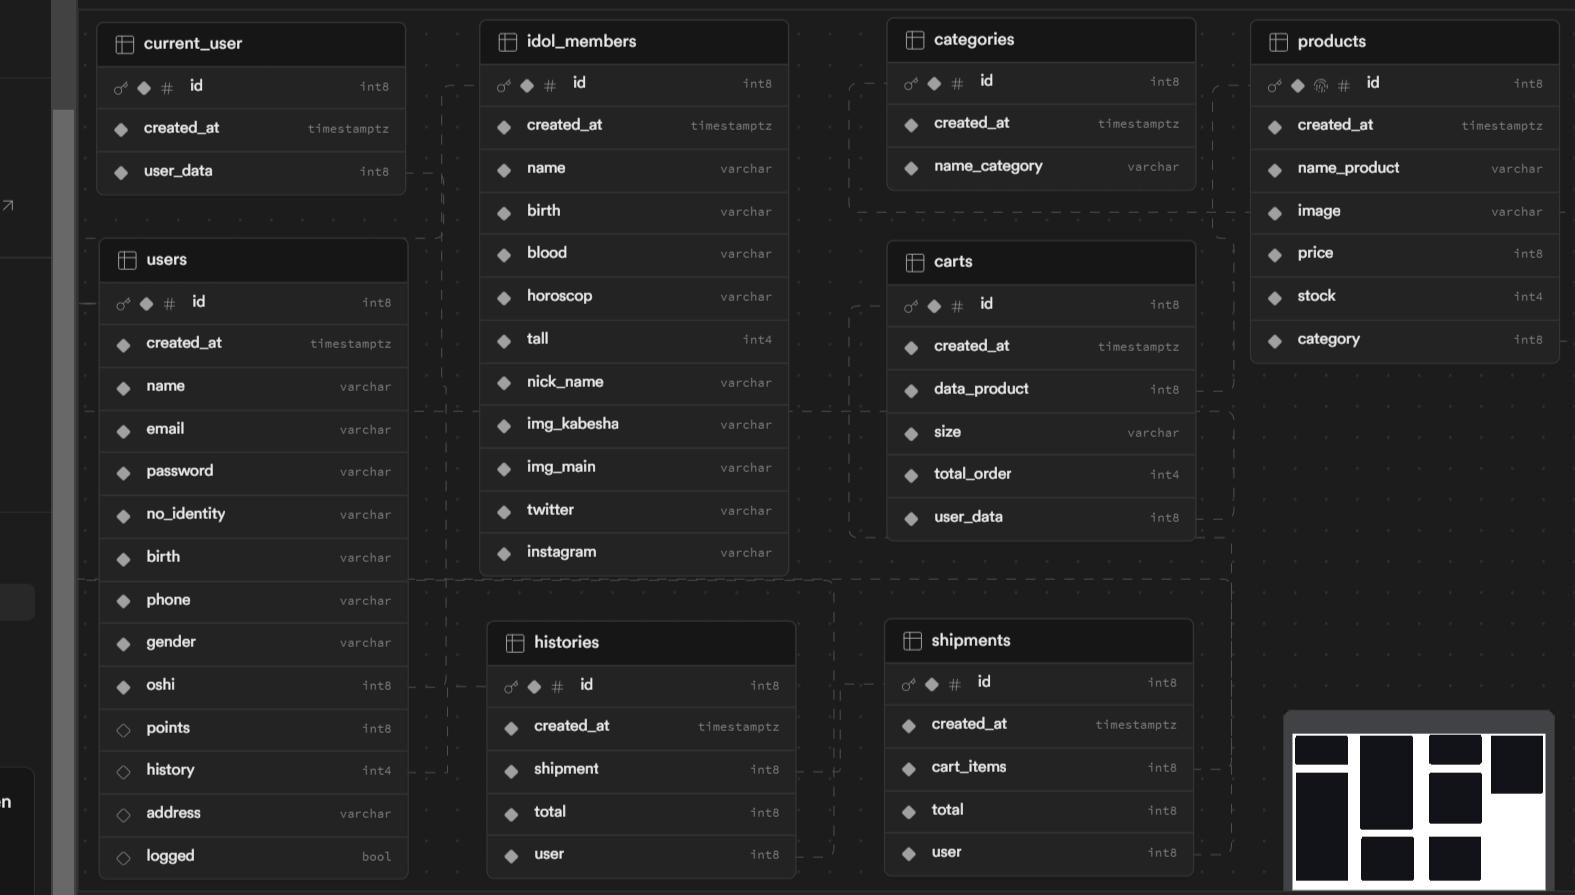 current_user
id int8
created_at timestamptz
user_data int8
users
id int8
created_at timestamptz
name varchar
email varchar
password varchar
no_identity varchar
birth varchar
phone varchar
gender varchar
oshi int8
points int8
history int4
address varchar
logged bool
idol_members
id int8
created_at timestamptz
name varchar
birth varchar
blood varchar
horoscop varchar
tall int4
nick_name varchar
img_kabesha varchar
img_main varchar
twitter varchar
instagram varchar
histories
id int8
created_at timestamptz
shipment int8
total int8
user int8
categories
id int8
created_at timestamptz
name_category varchar
carts
id int8
created_at timestamptz
data_product int8
size varchar
total_order int4
user_data int8
shipments
id int8
created_at timestamptz
cart_items int8
total int8
user int8
products
id int8
created_at timestamptz
name_product varchar
image varchar
price int8
stock int4
category int8
en